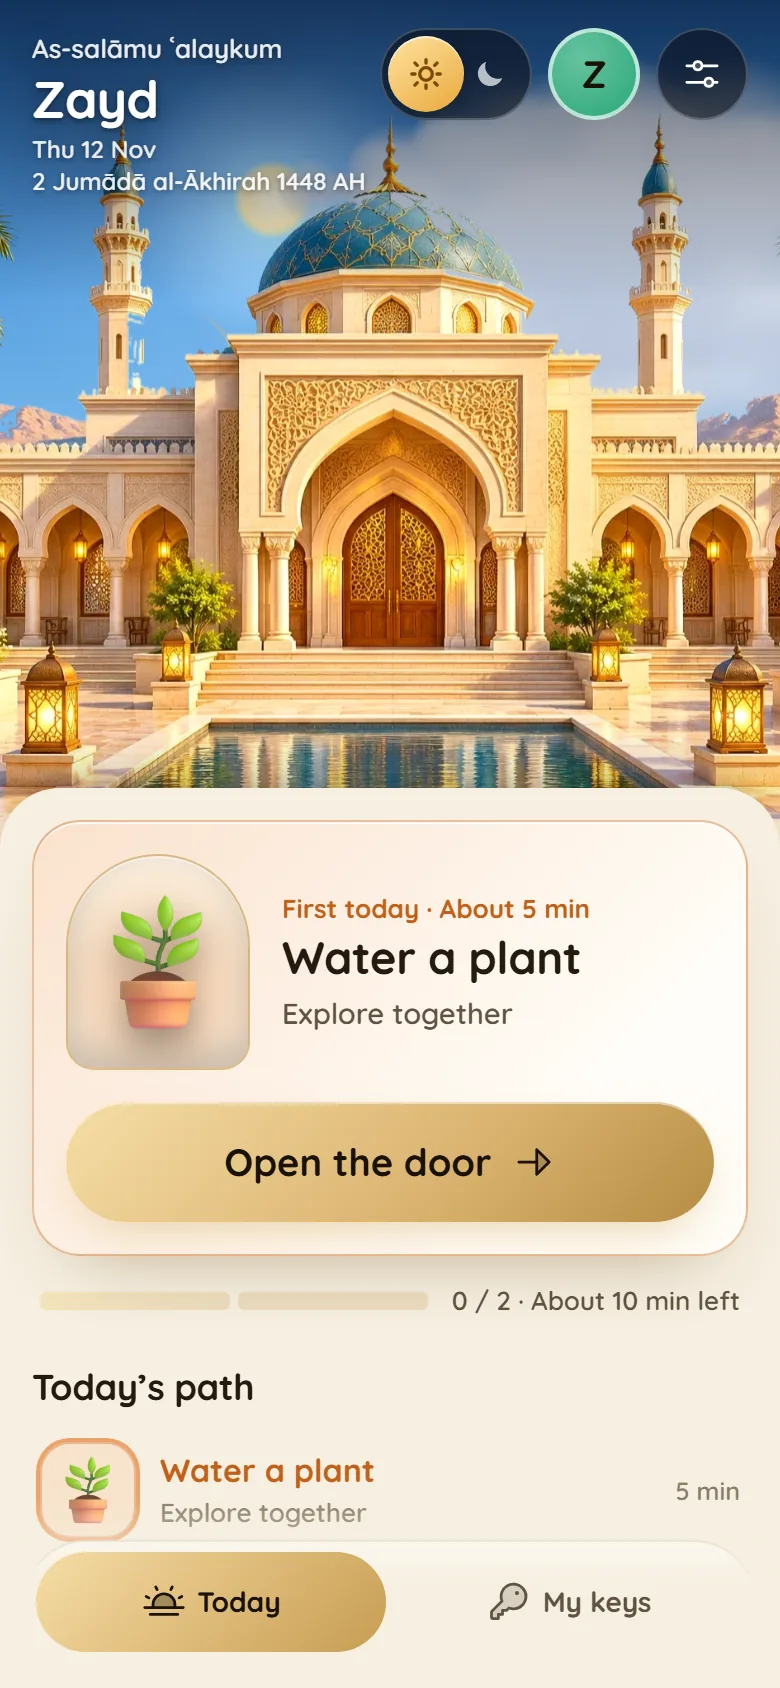 As-salāmu ʿalaykum
Zayd
Thu 12 Nov
2 Jumādā al-Ākhirah 1448 AH
Z
First today · About 5 min
Water a plant
Explore together
Open the door
0 / 2 · About 10 min left
Today’s path
Water a plant
5 min
Explore together
Today
My keys